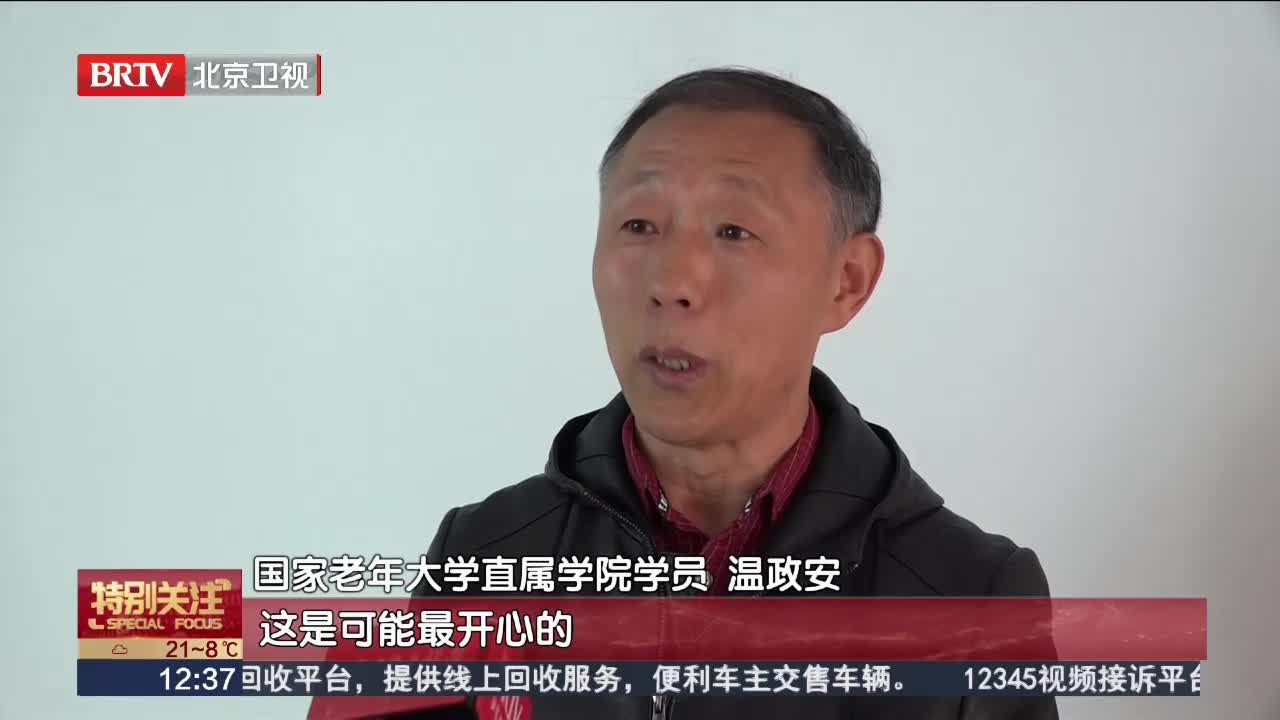 BRTV 北京卫视
国家老年大学直属学院学员 温政安
特别关注
SPECIAL FOCUS
这是可能最开心的
21~8℃
12:37
回收平台，提供线上回收服务，便利车主交售车辆。 12345视频接诉平台